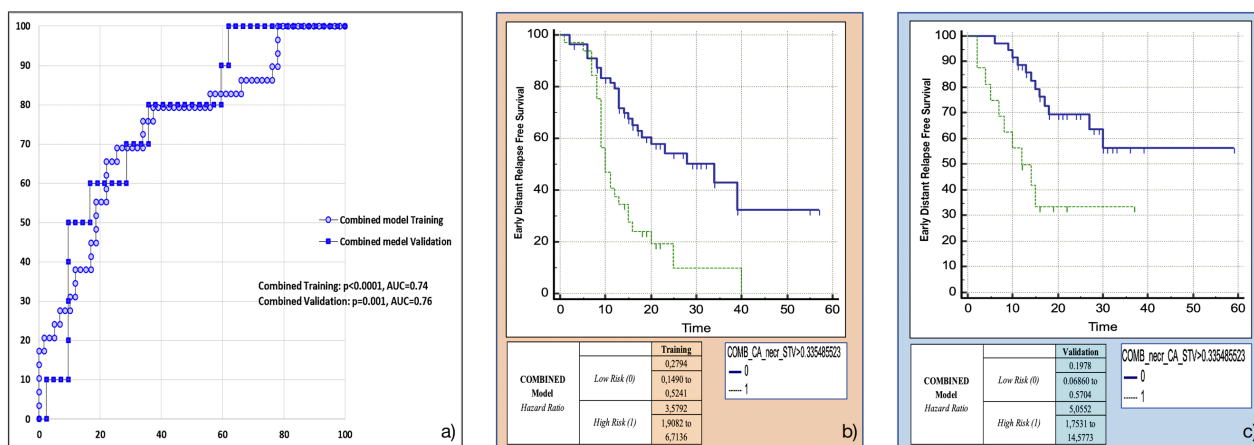 100
90
80
70
60
50
40
30
20
10
0
0 20 40 60 80 100
Combined model Training
Combined medel Validation
Combined Training: p<0.0001, AUC=0.74
Combined Validation: p=0.001, AUC=0.76
a)
Early Distant Relapse Free Survival
100
80
60
40
20
0
0 10 20 30 40 50 60
Time
COMBINED
Model
Hazard Ratio
Training
Low Risk (0)
0,2794
0,1490 to
0,5241
High Risk (1)
3,5792
1,9082 to
6,7136
COMB_CA_necr_STV>0.335485523
0
1
b)
Early Distant Relapse Free Survival
100
90
80
70
60
50
40
30
20
10
0
0 10 20 30 40 50 60
Time
COMBINED
Model
Hazard Ratio
Validation
Low Risk (0)
0.1978
0.06860 to
0.5704
High Risk (1)
5,0552
1,7531 to
14,5773
COMB_necr_CA_STV>0.335485523
0
1
c)